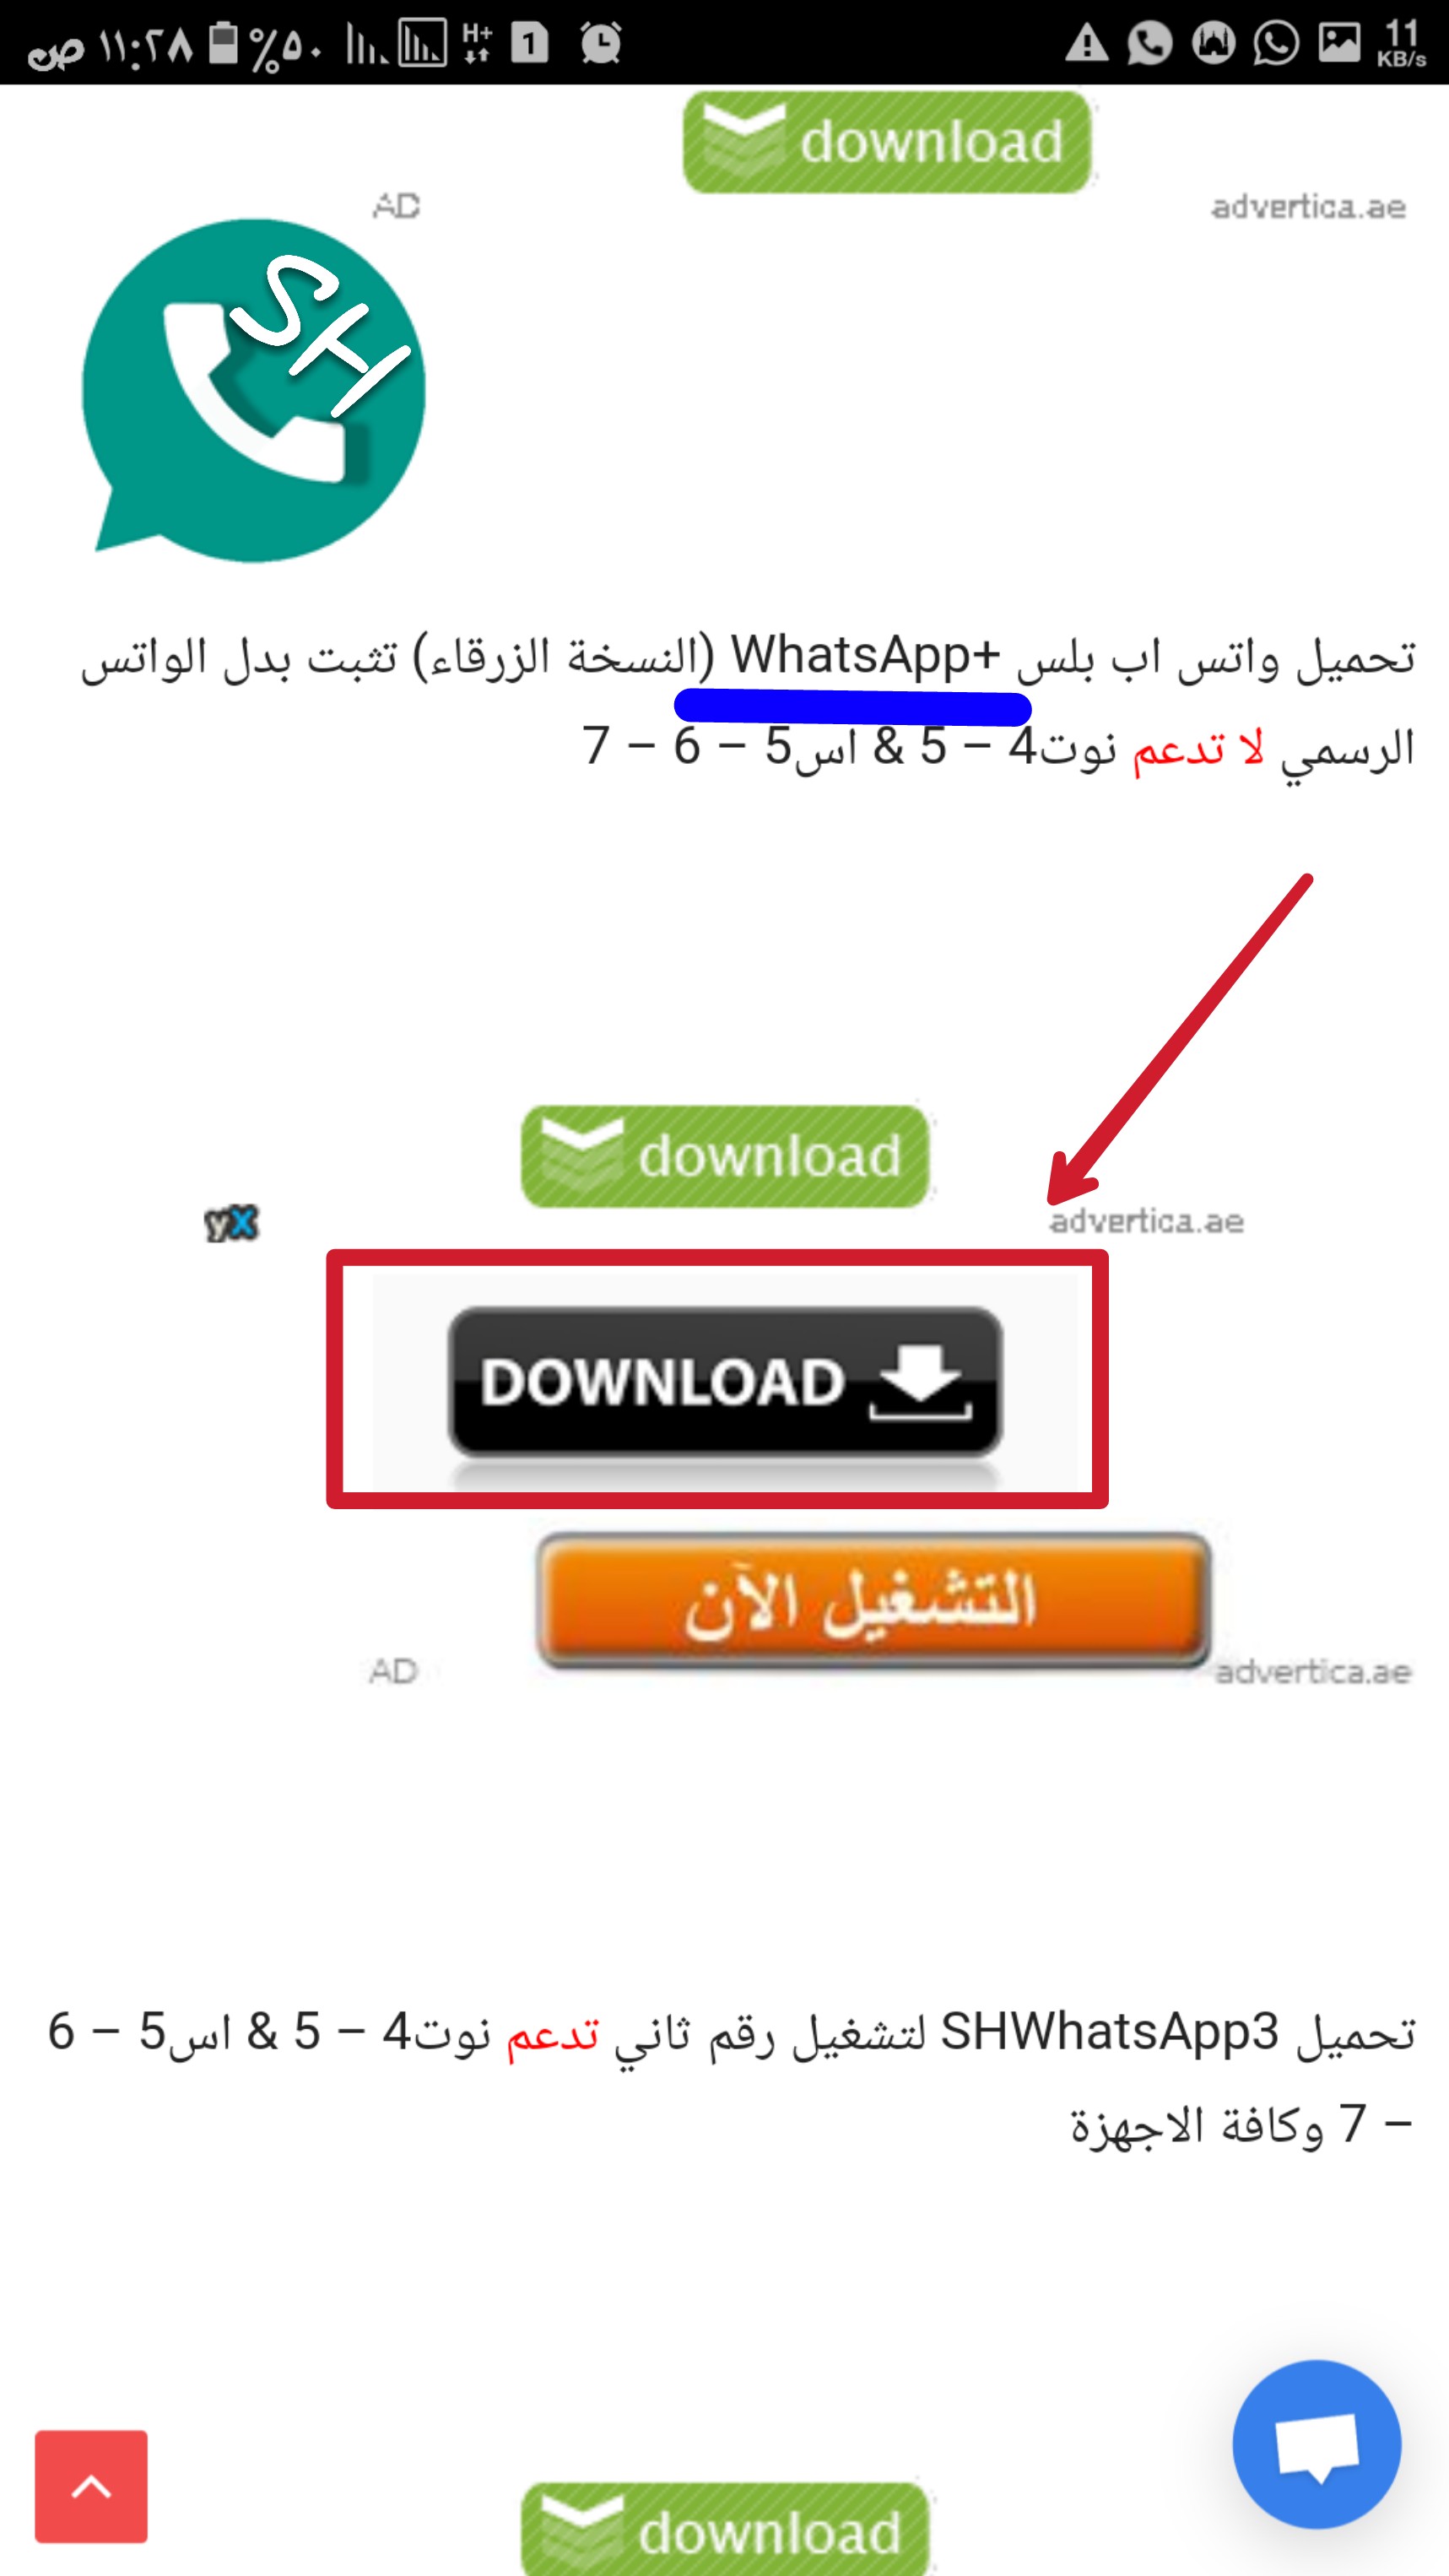 ص ١١:٢٨ %٥٠ H+ 1 11 KB/s
download
AD advertica.ae
SH
تحميل واتس اب بلس +WhatsApp (النسخة الزرقاء) تثبت بدل الواتس
الرسمي لا تدعم نوت4 – 5 & اس5 – 6 – 7
download
yX advertica.ae
DOWNLOAD
التشغيل الآن
AD advertica.ae
تحميل SHWhatsApp3 لتشغيل رقم ثاني تدعم نوت4 – 5 & اس5 – 6
– 7 وكافة الاجهزة
download